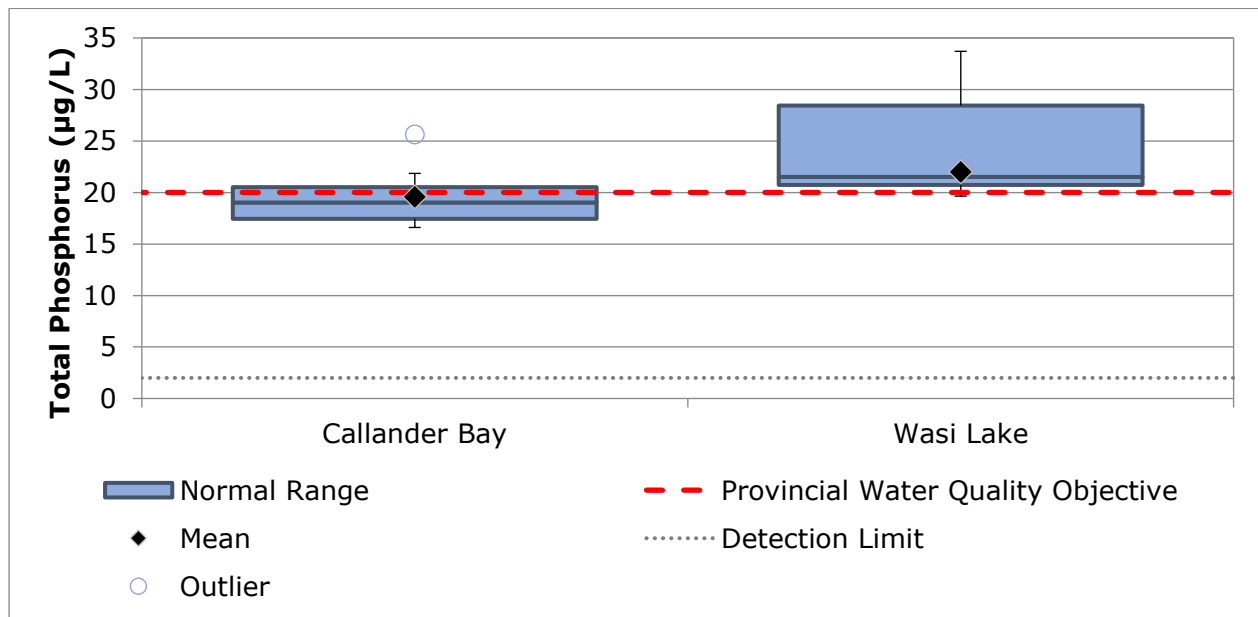 Total Phosphorus (µg/L)
35
30
25
20
15
10
5
0
Callander Bay
Wasi Lake
Normal Range
Provincial Water Quality Objective
Mean
Detection Limit
Outlier